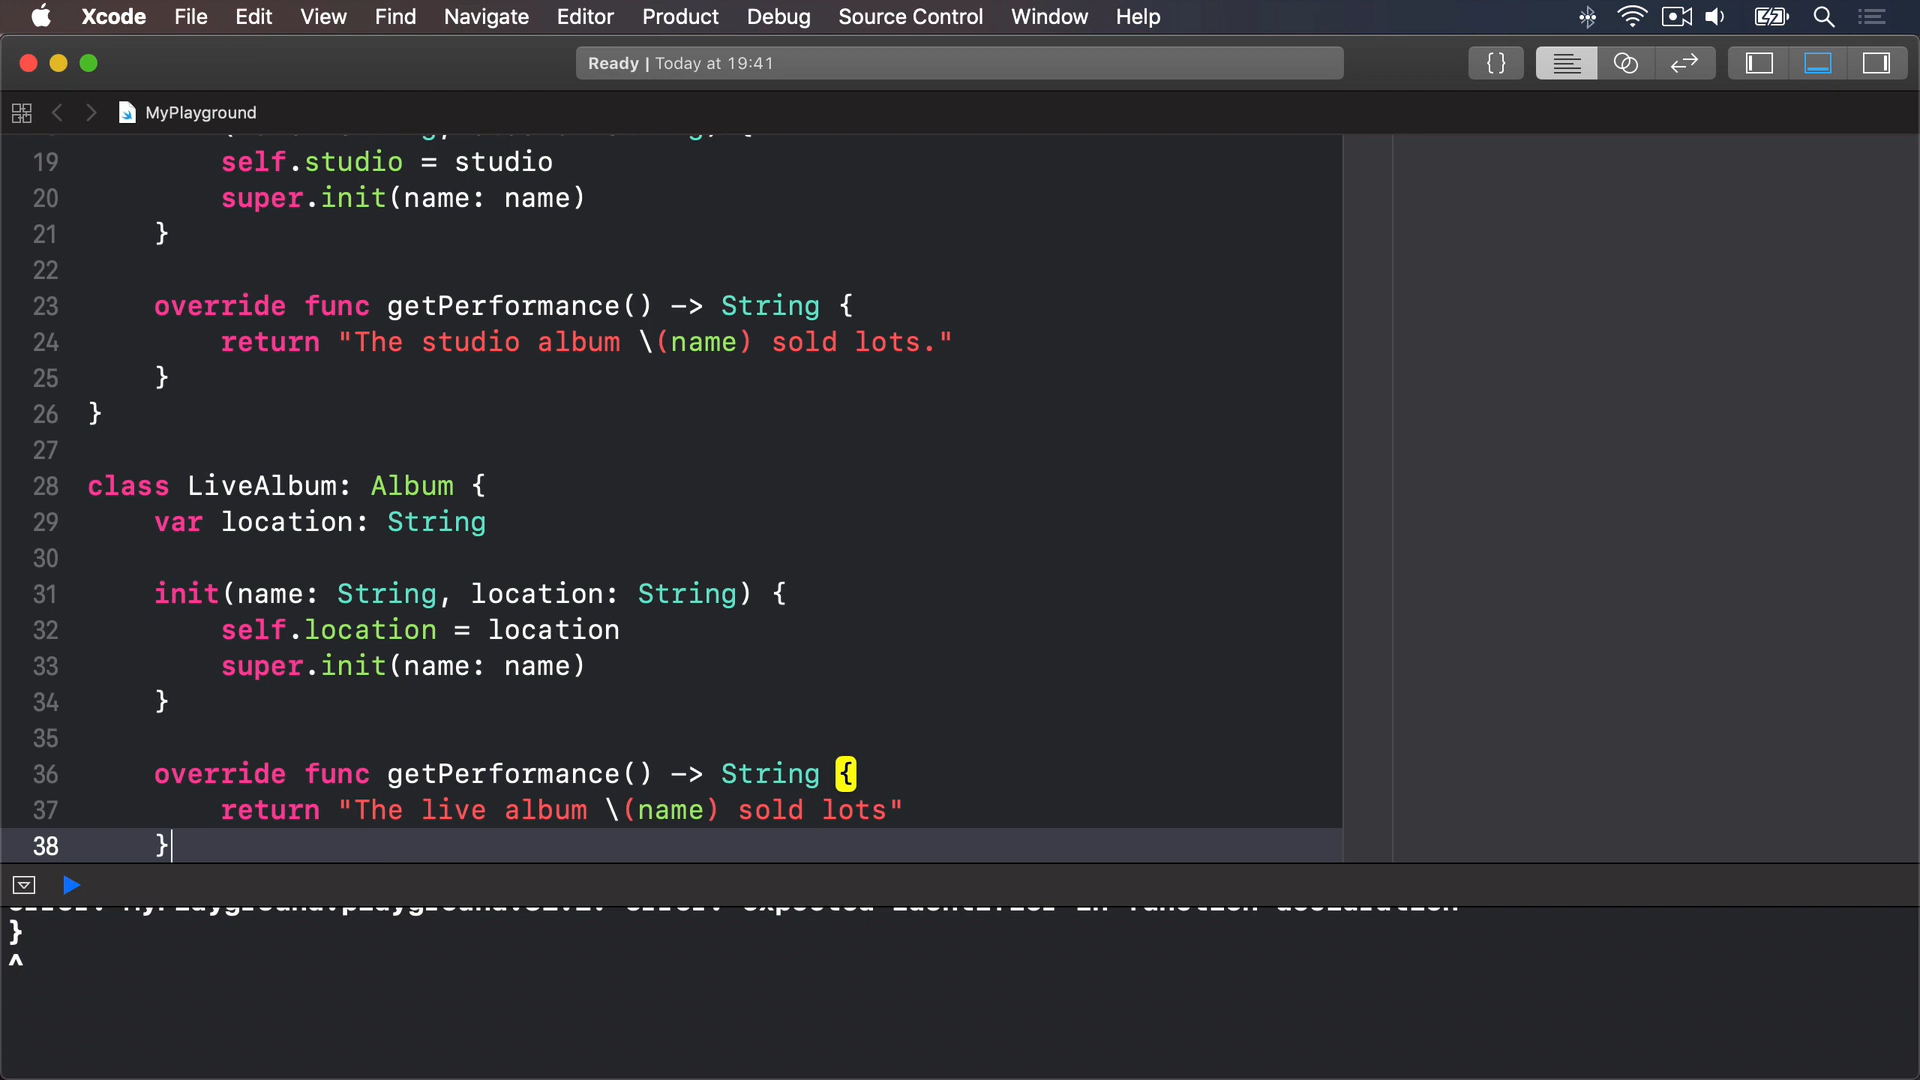 Xcode File Edit View Find Navigate Editor Product Debug Source Control Window Help
Ready | Today at 19:41
MyPlayground
19 self.studio = studio
20 super.init(name: name)
21 }
22
23 override func getPerformance() -> String {
24 return "The studio album \(name) sold lots."
25 }
26 }
27
28 class LiveAlbum: Album {
29 var location: String
30
31 init(name: String, location: String) {
32 self.location = location
33 super.init(name: name)
34 }
35
36 override func getPerformance() -> String {
37 return "The live album \(name) sold lots"
38 }
}
^